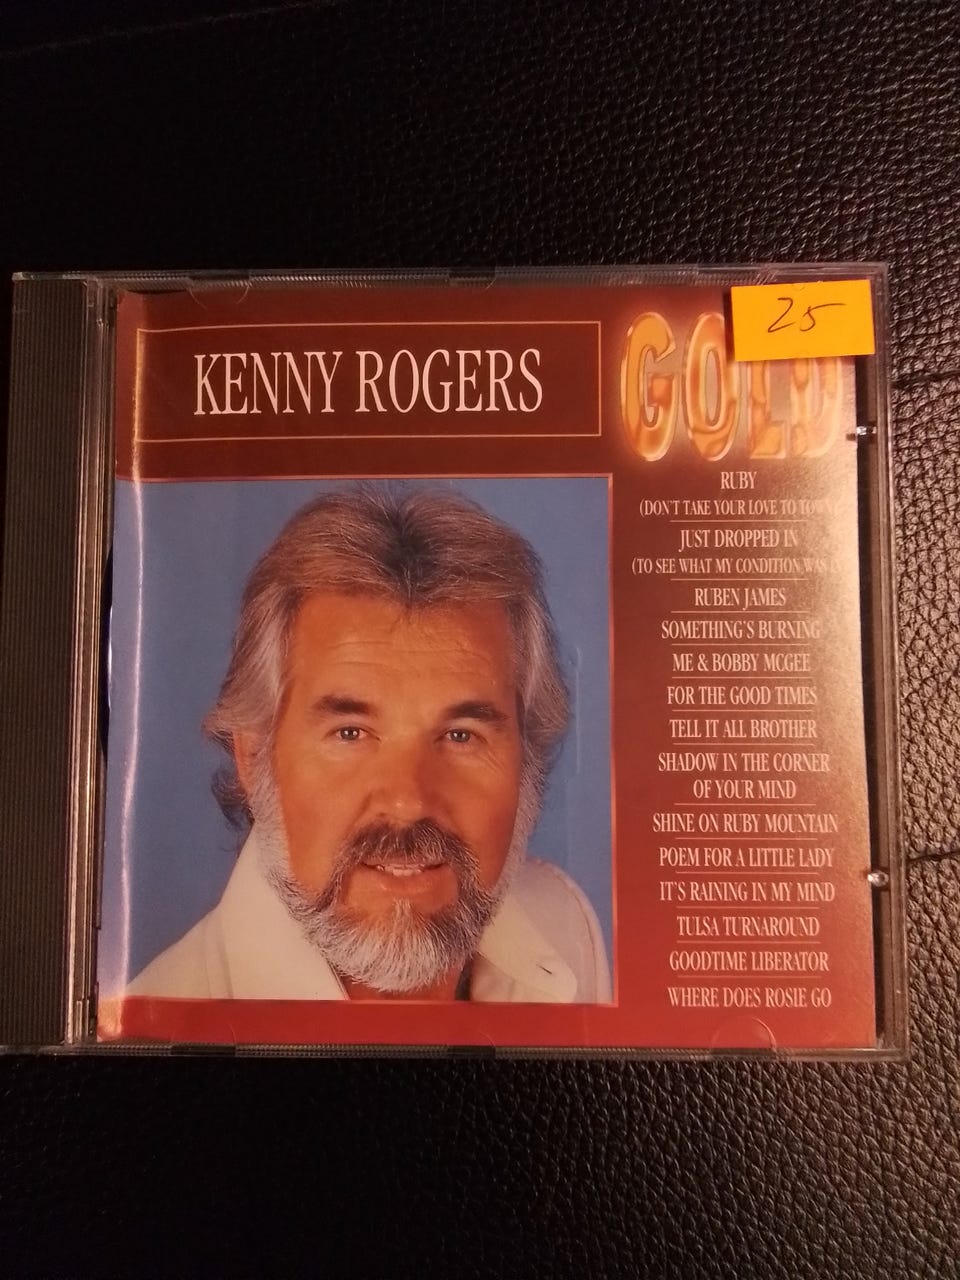 25
KENNY ROGERS
GOLD
RUBY
(DON'T TAKE YOUR LOVE TO TOWN)
JUST DROPPED IN
(TO SEE WHAT MY CONDITION WAS IN
RUBEN JAMES
SOMETHING'S BURNING
ME & BOBBY MCGEE
FOR THE GOOD TIMES
TELL IT ALL BROTHER
SHADOW IN THE CORNER
OF YOUR MIND
SHINE ON RUBY MOUNTAIN
POEM FOR A LITTLE LADY
IT'S RAINING IN MY MIND
TULSA TURNAROUND
GOODTIME LIBERATOR
WHERE DOES ROSIE GO